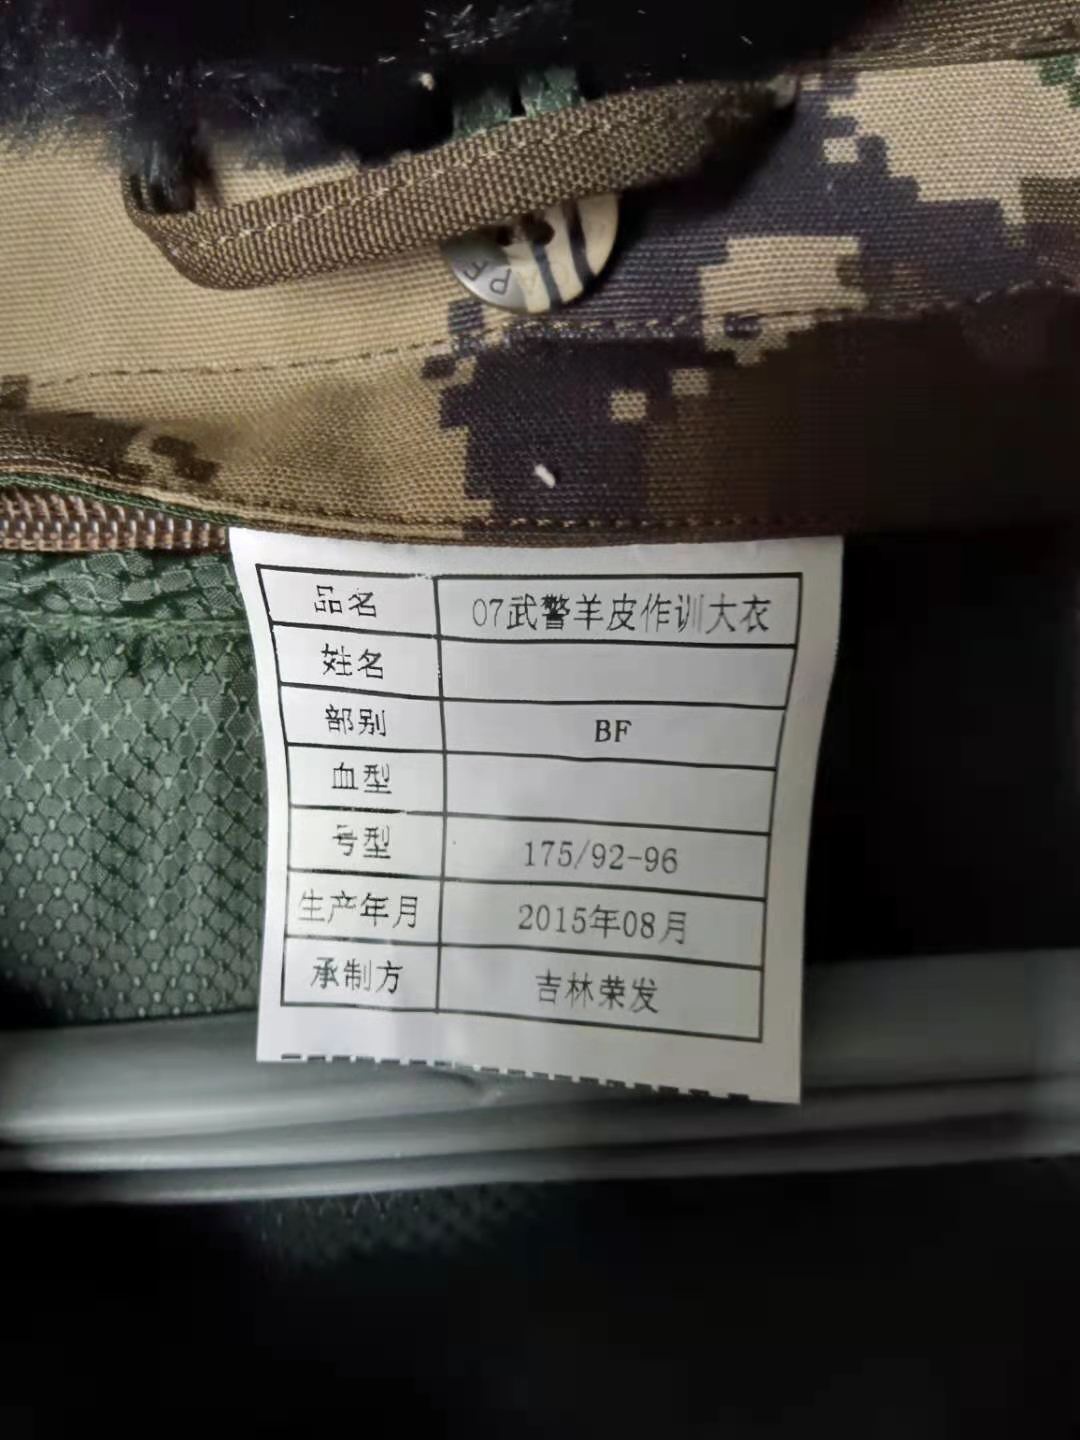 品名 07武警羊皮作训大衣
姓名
部别 BF
血型
号型 175/92-96
生产年月 2015年08月
承制方 吉林荣发